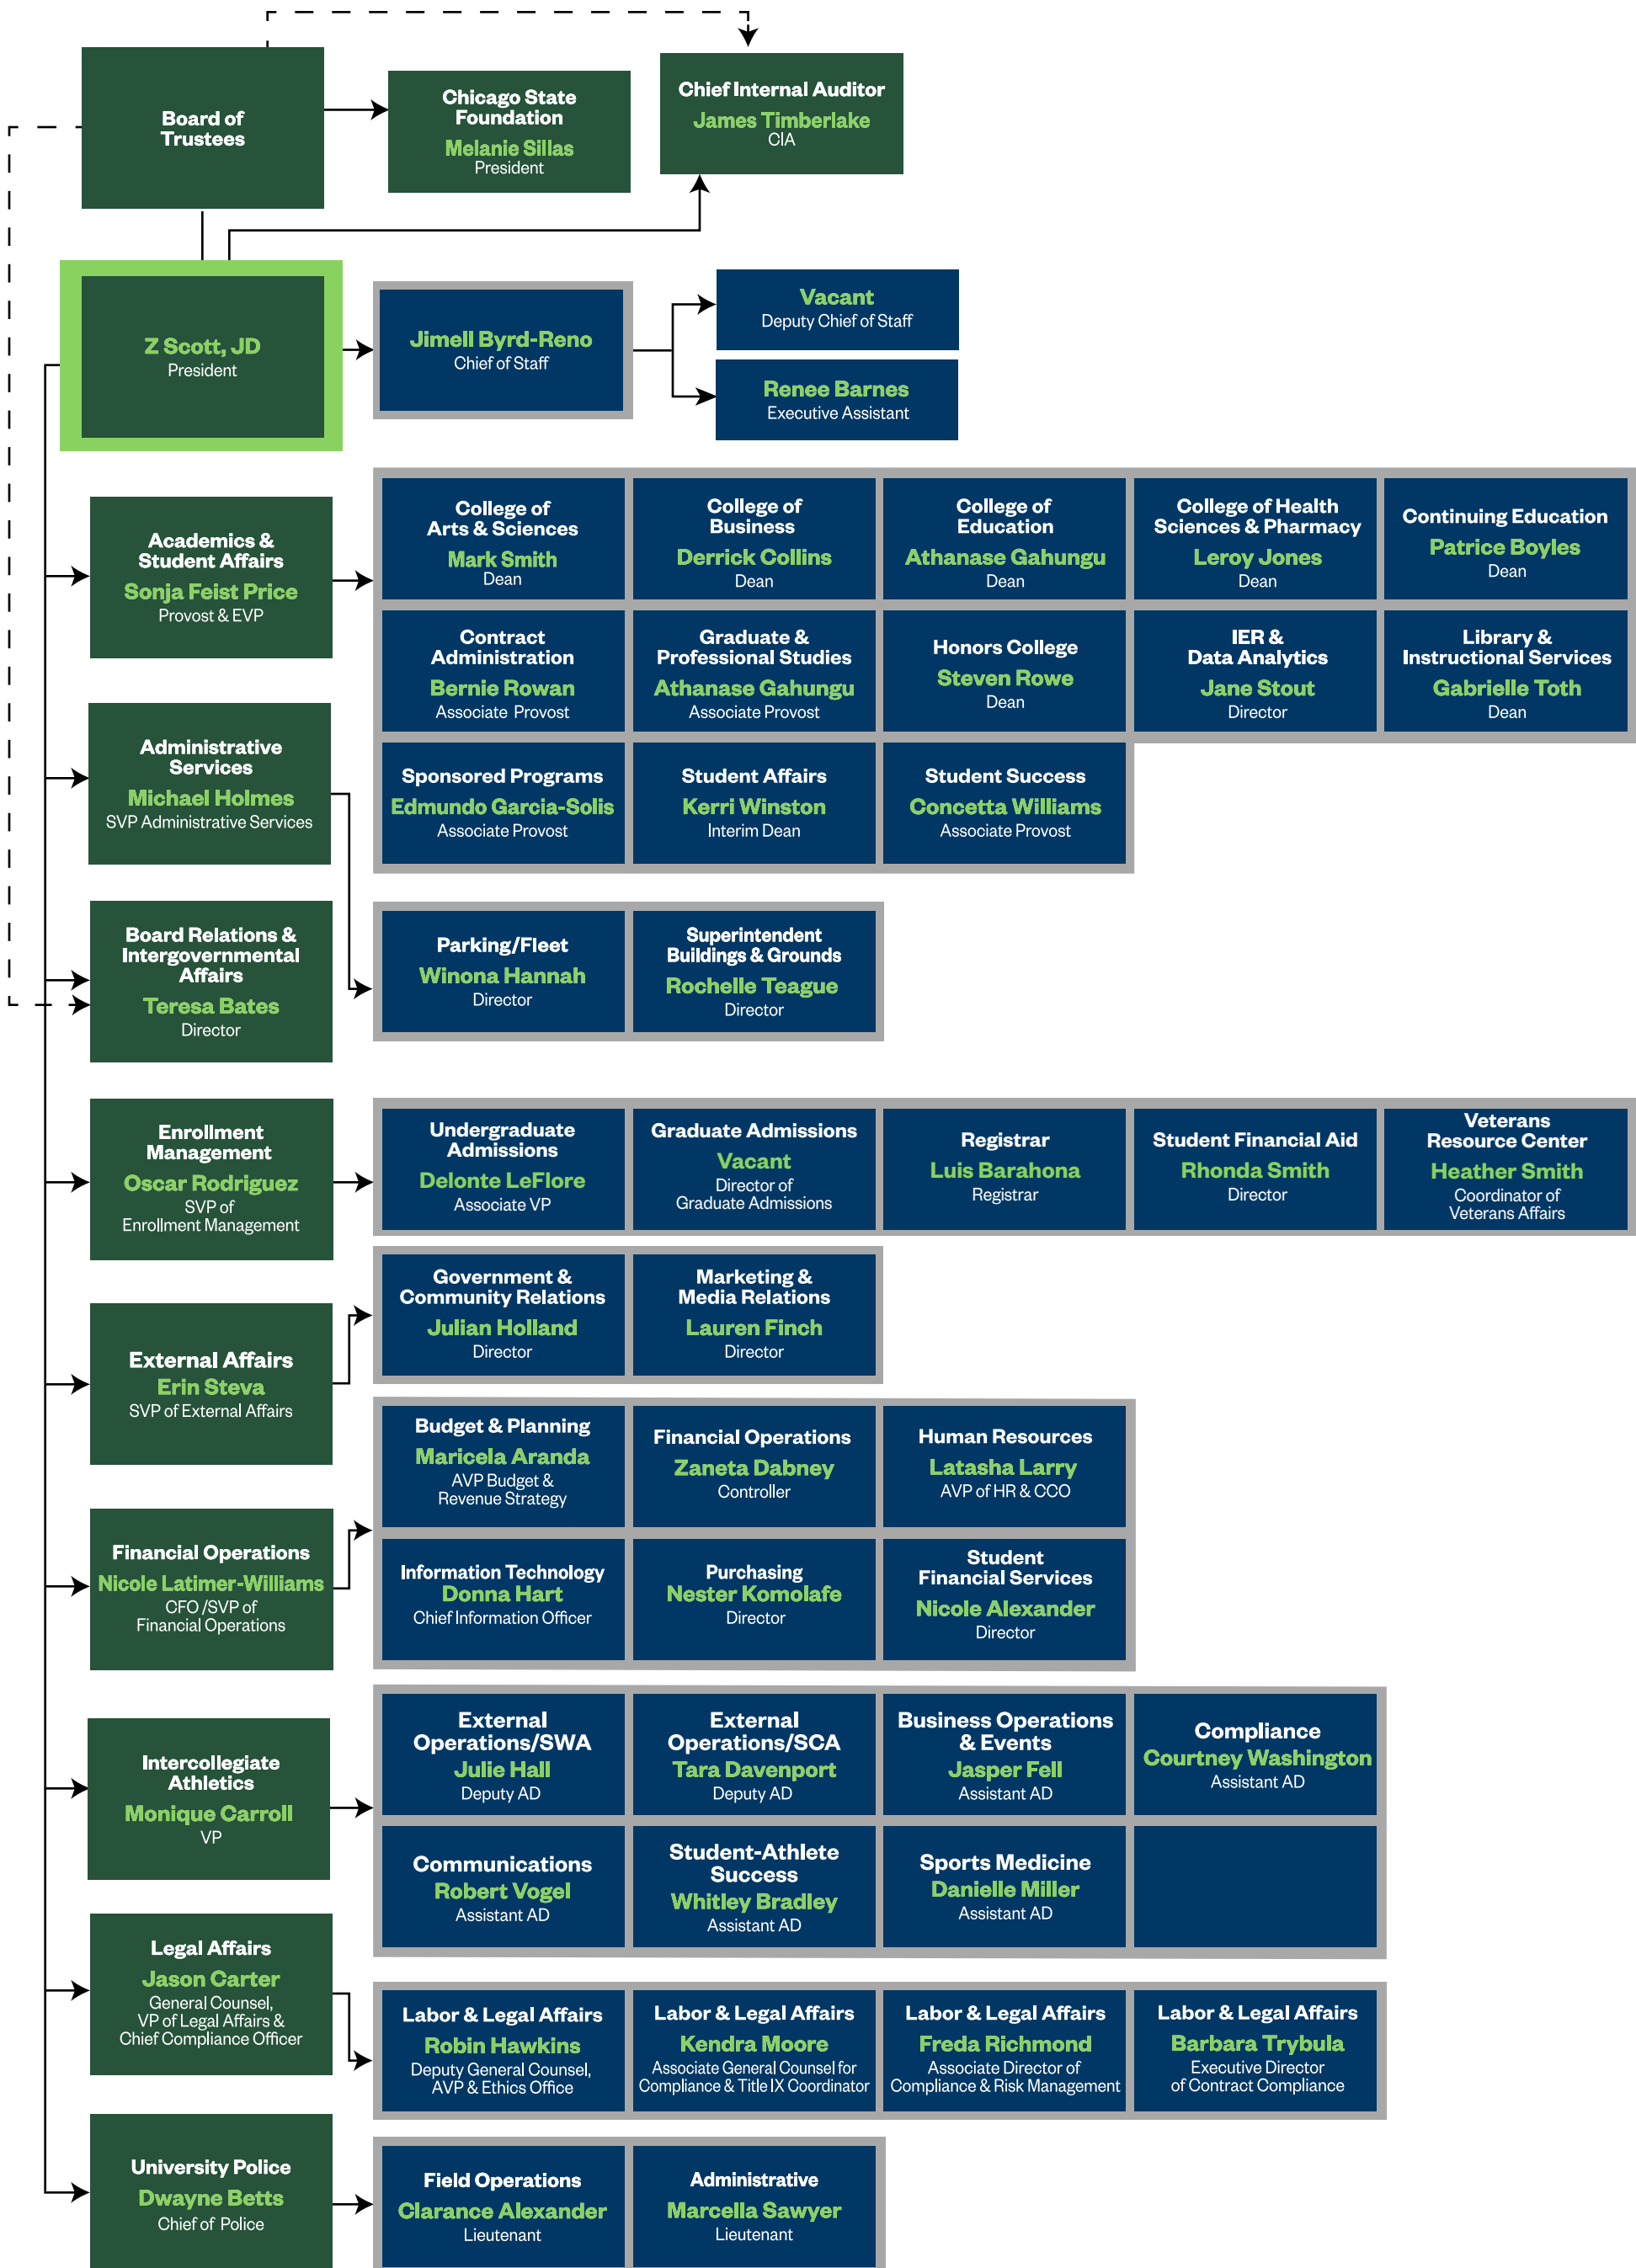 Board of
Trustees
Chicago State
Foundation
Melanie Sillas
President
Chief Internal Auditor
James Timberlake
CIA
Z Scott, JD
President
Jimell Byrd-Reno
Chief of Staff
Vacant
Deputy Chief of Staff
Renee Barnes
Executive Assistant
Academics &
Student Affairs
Sonja Feist Price
Provost & EVP
College of
Arts & Sciences
Mark Smith
Dean
College of
Business
Derrick Collins
Dean
College of
Education
Athanase Gahungu
Dean
College of Health
Sciences & Pharmacy
Leroy Jones
Dean
Continuing Education
Patrice Boyles
Dean
Contract
Administration
Bernie Rowan
Associate Provost
Graduate &
Professional Studies
Athanase Gahungu
Associate Provost
Honors College
Steven Rowe
Dean
IER &
Data Analytics
Jane Stout
Director
Library &
Instructional Services
Gabrielle Toth
Dean
Sponsored Programs
Edmundo Garcia-Solis
Associate Provost
Student Affairs
Kerri Winston
Interim Dean
Student Success
Concetta Williams
Associate Provost
Administrative
Services
Michael Holmes
SVP Administrative Services
Parking/Fleet
Winona Hannah
Director
Superintendent
Buildings & Grounds
Rochelle Teague
Director
Board Relations &
Intergovernmental
Affairs
Teresa Bates
Director
Enrollment
Management
Oscar Rodriguez
SVP of
Enrollment Management
Undergraduate
Admissions
Delonte LeFlore
Associate VP
Graduate Admissions
Vacant
Director of
Graduate Admissions
Registrar
Luis Barahona
Registrar
Student Financial Aid
Rhonda Smith
Director
Veterans
Resource Center
Heather Smith
Coordinator of
Veterans Affairs
External Affairs
Erin Steva
SVP of External Affairs
Government &
Community Relations
Julian Holland
Director
Marketing &
Media Relations
Lauren Finch
Director
Financial Operations
Nicole Latimer-Williams
CFO /SVP of
Financial Operations
Budget & Planning
Maricela Aranda
AVP Budget &
Revenue Strategy
Financial Operations
Zaneta Dabney
Controller
Human Resources
Latasha Larry
AVP of HR & CCO
Information Technology
Donna Hart
Chief Information Officer
Purchasing
Nester Komolafe
Director
Student
Financial Services
Nicole Alexander
Director
Intercollegiate
Athletics
Monique Carroll
VP
External
Operations/SWA
Julie Hall
Deputy AD
External
Operations/SCA
Tara Davenport
Deputy AD
Business Operations
& Events
Jasper Fell
Assistant AD
Compliance
Courtney Washington
Assistant AD
Communications
Robert Vogel
Assistant AD
Student-Athlete
Success
Whitley Bradley
Assistant AD
Sports Medicine
Danielle Miller
Assistant AD
Legal Affairs
Jason Carter
General Counsel,
VP of Legal Affairs &
Chief Compliance Officer
Labor & Legal Affairs
Robin Hawkins
Deputy General Counsel,
AVP & Ethics Office
Labor & Legal Affairs
Kendra Moore
Associate General Counsel for
Compliance & Title IX Coordinator
Labor & Legal Affairs
Freda Richmond
Associate Director of
Compliance & Risk Management
Labor & Legal Affairs
Barbara Trybula
Executive Director
of Contract Compliance
University Police
Dwayne Betts
Chief of Police
Field Operations
Clarance Alexander
Lieutenant
Administrative
Marcella Sawyer
Lieutenant